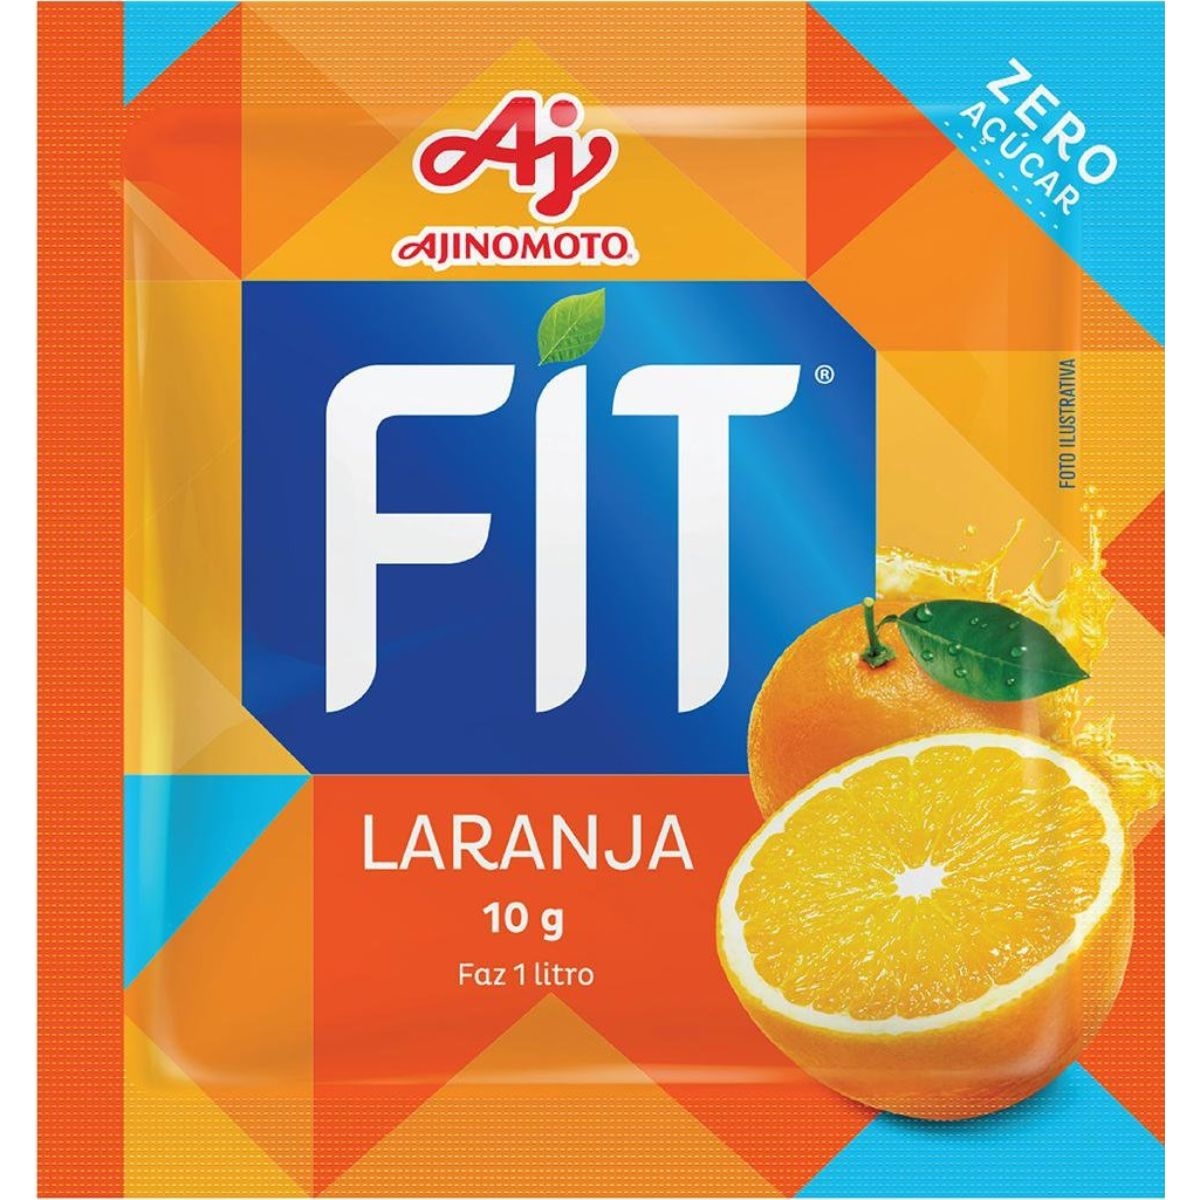 ZERO
AÇÚCAR
Aj
AJINOMOTO®
FIT®
FOTO ILUSTRATIVA
LARANJA
10 g
Faz 1 litro